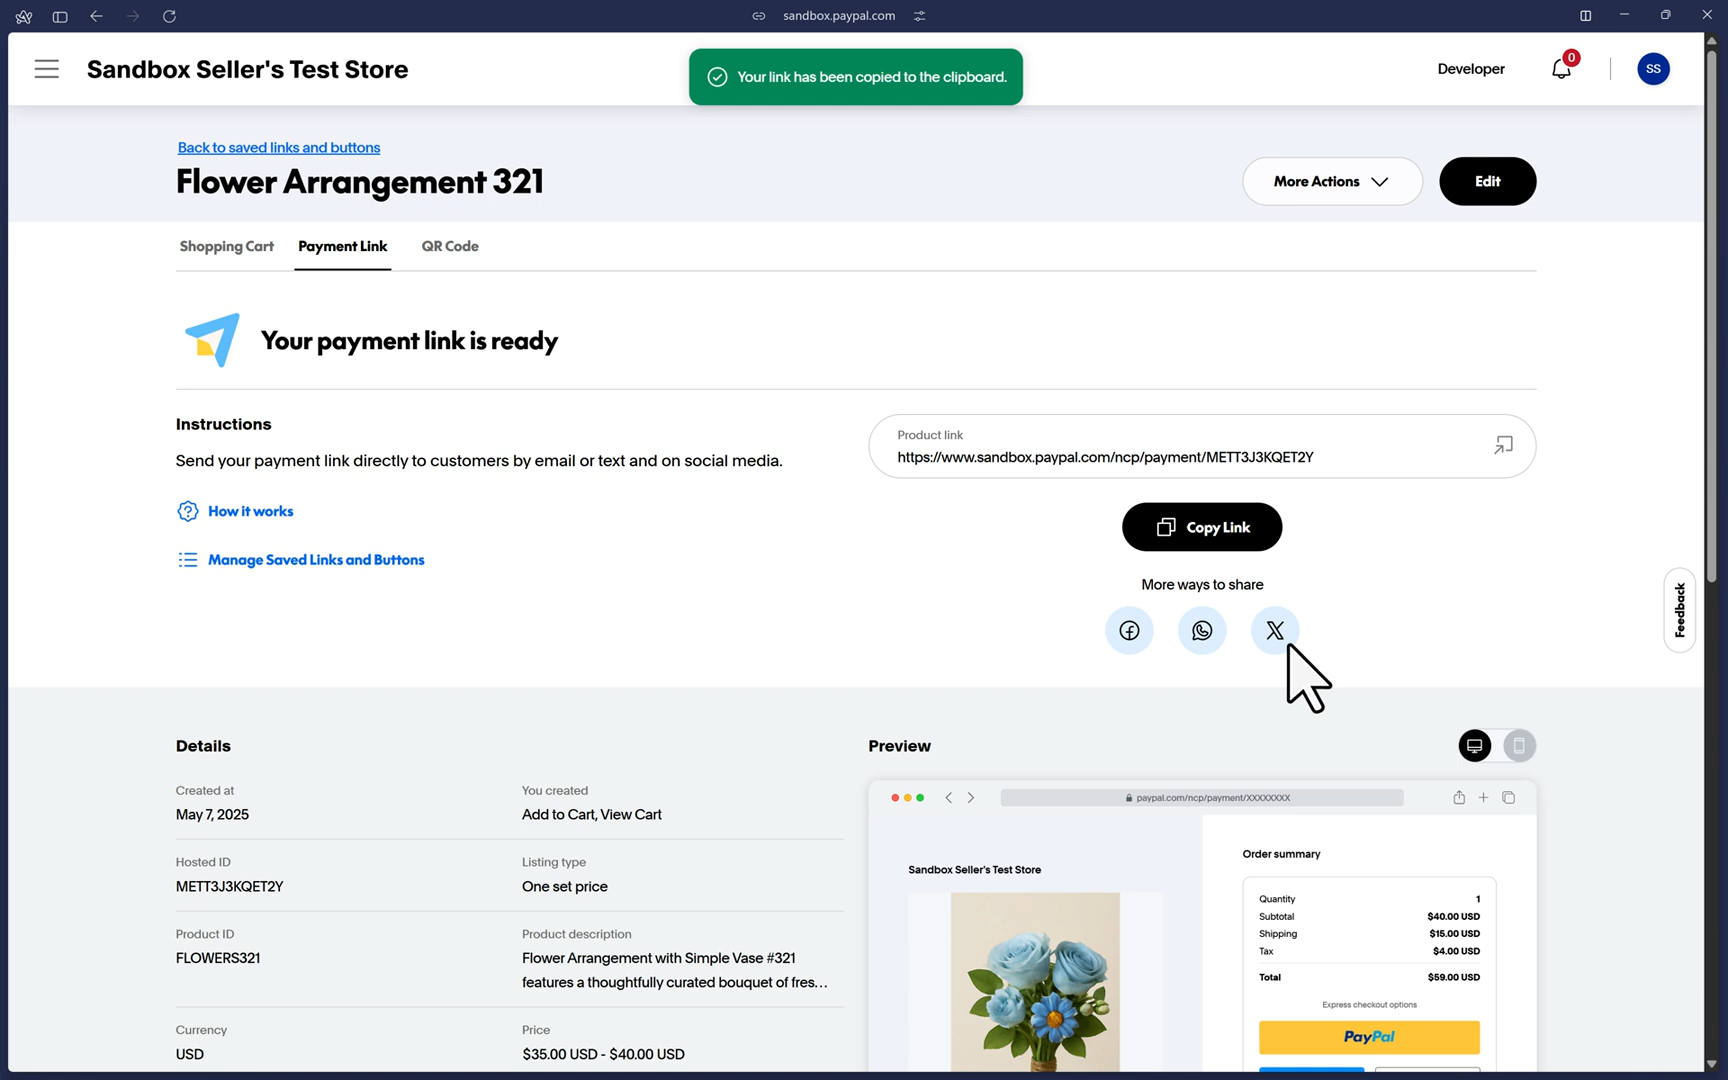 sandbox.paypal.com
Sandbox Seller's Test Store
Your link has been copied to the clipboard.
Developer
0
SS
Back to saved links and buttons
Flower Arrangement 321
More Actions
Edit
Shopping Cart
Payment Link
QR Code
Your payment link is ready
Instructions
Send your payment link directly to customers by email or text and on social media.
How it works
Manage Saved Links and Buttons
Product link
https://www.sandbox.paypal.com/ncp/payment/METT3J3KQET2Y
Copy Link
More ways to share
Feedback
Details
Created at
May 7, 2025
You created
Add to Cart, View Cart
Hosted ID
METT3J3KQET2Y
Listing type
One set price
Product ID
FLOWERS321
Product description
Flower Arrangement with Simple Vase #321
features a thoughtfully curated bouquet of fres...
Currency
USD
Price
$35.00 USD - $40.00 USD
Preview
paypal.com/ncp/payment/XXXXXXXX
Sandbox Seller's Test Store
Order summary
Quantity 1
Subtotal $40.00 USD
Shipping $15.00 USD
Tax $4.00 USD
Total $59.00 USD
Express checkout options
PayPal